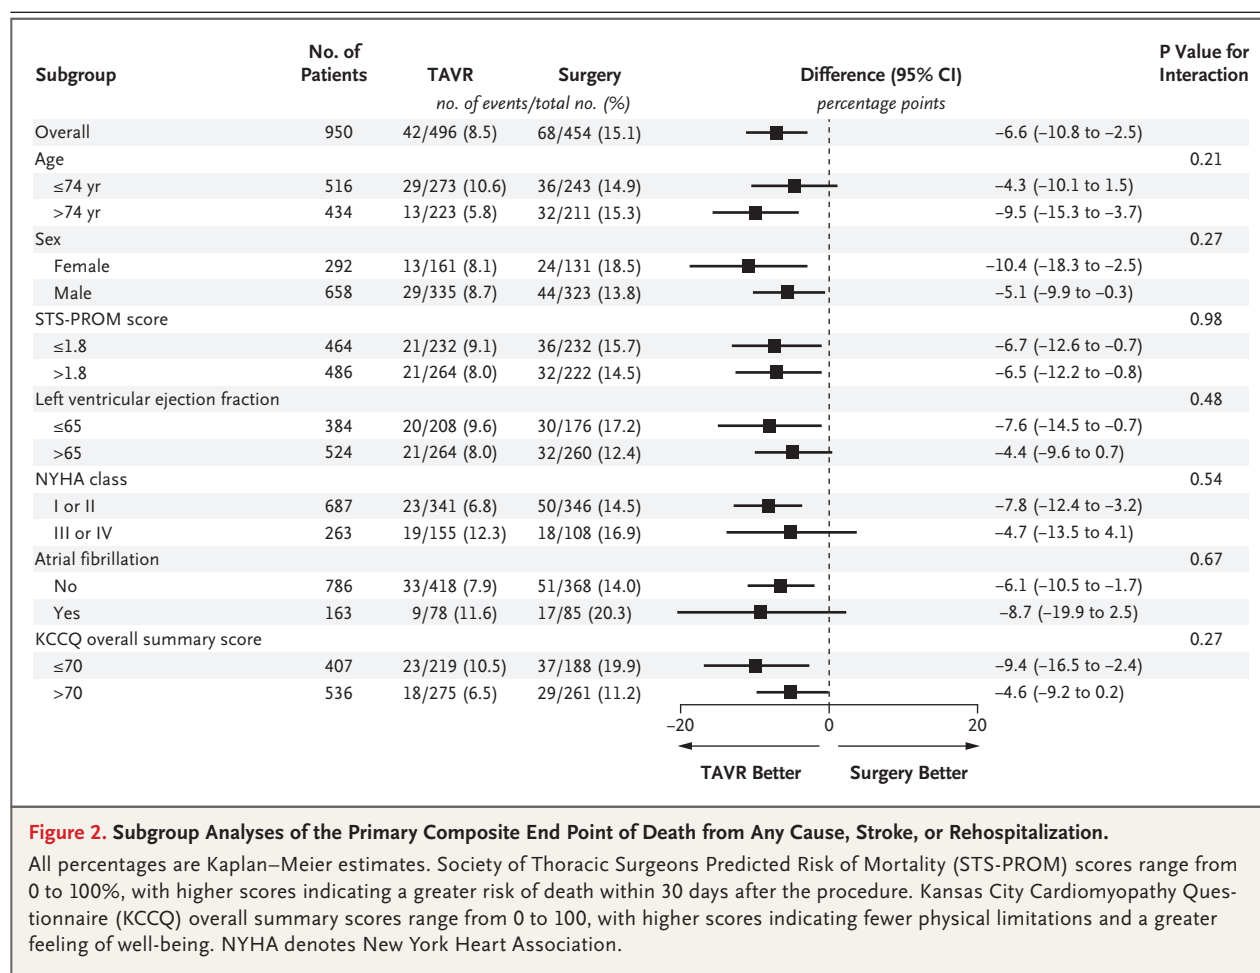 Subgroup No. of Patients TAVR Surgery Difference (95% CI) P Value for Interaction
no. of events/total no. (%) percentage points
Overall 950 42/496 (8.5) 68/454 (15.1) –6.6 (–10.8 to –2.5)
Age 0.21
≤74 yr 516 29/273 (10.6) 36/243 (14.9) –4.3 (–10.1 to 1.5)
>74 yr 434 13/223 (5.8) 32/211 (15.3) –9.5 (–15.3 to –3.7)
Sex 0.27
Female 292 13/161 (8.1) 24/131 (18.5) –10.4 (–18.3 to –2.5)
Male 658 29/335 (8.7) 44/323 (13.8) –5.1 (–9.9 to –0.3)
STS-PROM score 0.98
≤1.8 464 21/232 (9.1) 36/232 (15.7) –6.7 (–12.6 to –0.7)
>1.8 486 21/264 (8.0) 32/222 (14.5) –6.5 (–12.2 to –0.8)
Left ventricular ejection fraction 0.48
≤65 384 20/208 (9.6) 30/176 (17.2) –7.6 (–14.5 to –0.7)
>65 524 21/264 (8.0) 32/260 (12.4) –4.4 (–9.6 to 0.7)
NYHA class 0.54
I or II 687 23/341 (6.8) 50/346 (14.5) –7.8 (–12.4 to –3.2)
III or IV 263 19/155 (12.3) 18/108 (16.9) –4.7 (–13.5 to 4.1)
Atrial fibrillation 0.67
No 786 33/418 (7.9) 51/368 (14.0) –6.1 (–10.5 to –1.7)
Yes 163 9/78 (11.6) 17/85 (20.3) –8.7 (–19.9 to 2.5)
KCCQ overall summary score 0.27
≤70 407 23/219 (10.5) 37/188 (19.9) –9.4 (–16.5 to –2.4)
>70 536 18/275 (6.5) 29/261 (11.2) –4.6 (–9.2 to 0.2)
–20 0 20
TAVR Better Surgery Better
Figure 2. Subgroup Analyses of the Primary Composite End Point of Death from Any Cause, Stroke, or Rehospitalization.
All percentages are Kaplan–Meier estimates. Society of Thoracic Surgeons Predicted Risk of Mortality (STS-PROM) scores range from
0 to 100%, with higher scores indicating a greater risk of death within 30 days after the procedure. Kansas City Cardiomyopathy Ques-
tionnaire (KCCQ) overall summary scores range from 0 to 100, with higher scores indicating fewer physical limitations and a greater
feeling of well-being. NYHA denotes New York Heart Association.